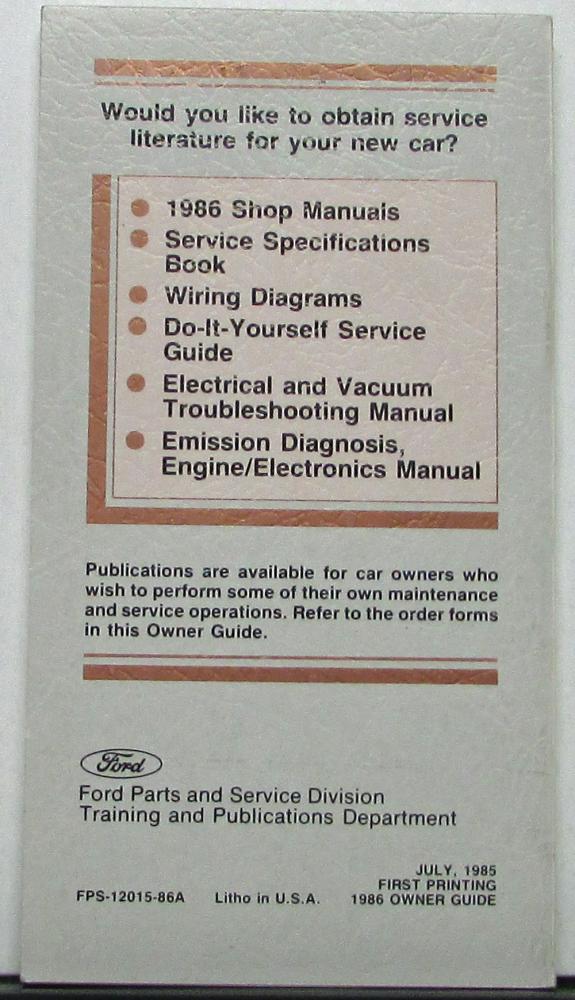 Would you like to obtain service
literature for your new car?
1986 Shop Manuals
Service Specifications
Book
Wiring Diagrams
Do-It-Yourself Service
Guide
Electrical and Vacuum
Troubleshooting Manual
Emission Diagnosis,
Engine/Electronics Manual
Publications are available for car owners who
wish to perform some of their own maintenance
and service operations. Refer to the order forms
in this Owner Guide.
Ford
Ford Parts and Service Division
Training and Publications Department
JULY, 1985
FIRST PRINTING
FPS-12015-86A Litho in U.S.A. 1986 OWNER GUIDE